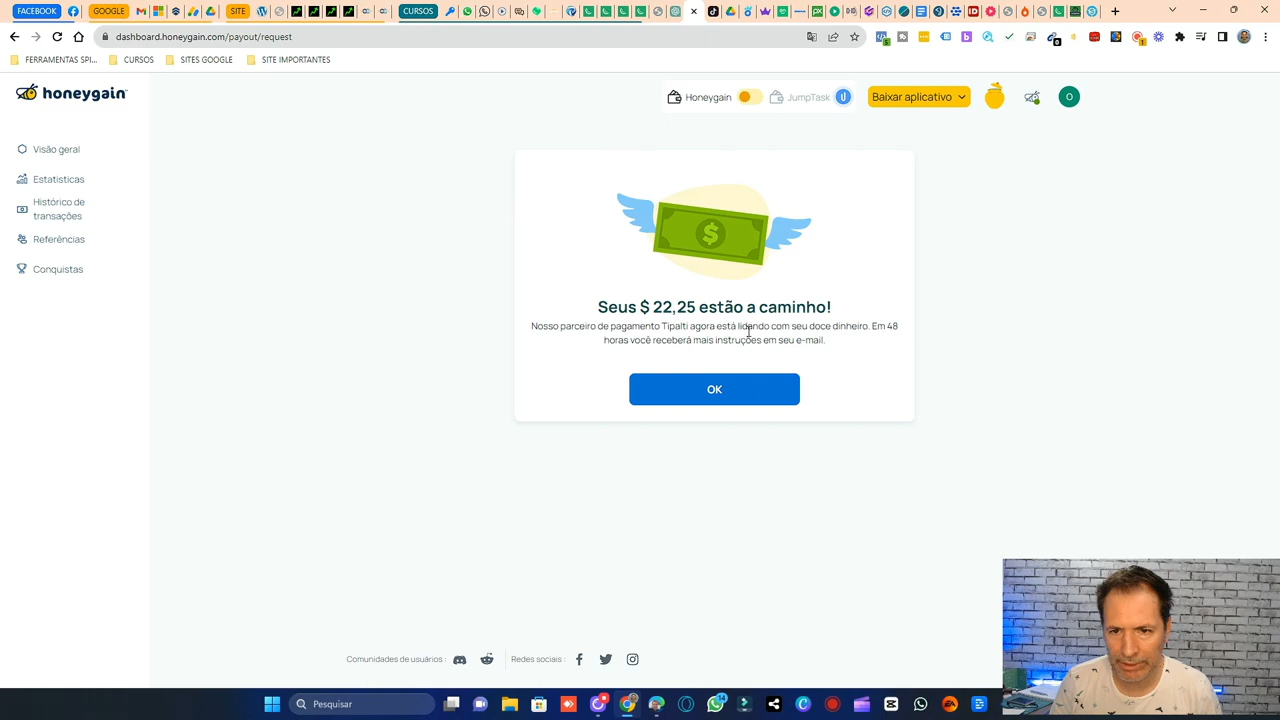 FACEBOOK GOOGLE SITE CURSOS
dashboard.honeygain.com/payout/request
FERRAMENTAS SPI... CURSOS SITES GOOGLE SITE IMPORTANTES
honeygain
Honeygain JumpTask Baixar aplicativo O
Visão geral
Estatisticas
Histórico de
transações
Referências
Conquistas
Seus $ 22,25 estão a caminho!
Nosso parceiro de pagamento Tipalti agora está lidando com seu doce dinheiro. Em 48
horas você receberá mais instruções em seu e-mail.
OK
Comunidades de usuários : Redes sociais :
Pesquisar